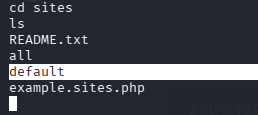 cd sites
ls
README.txt
all
default
example.sites.php